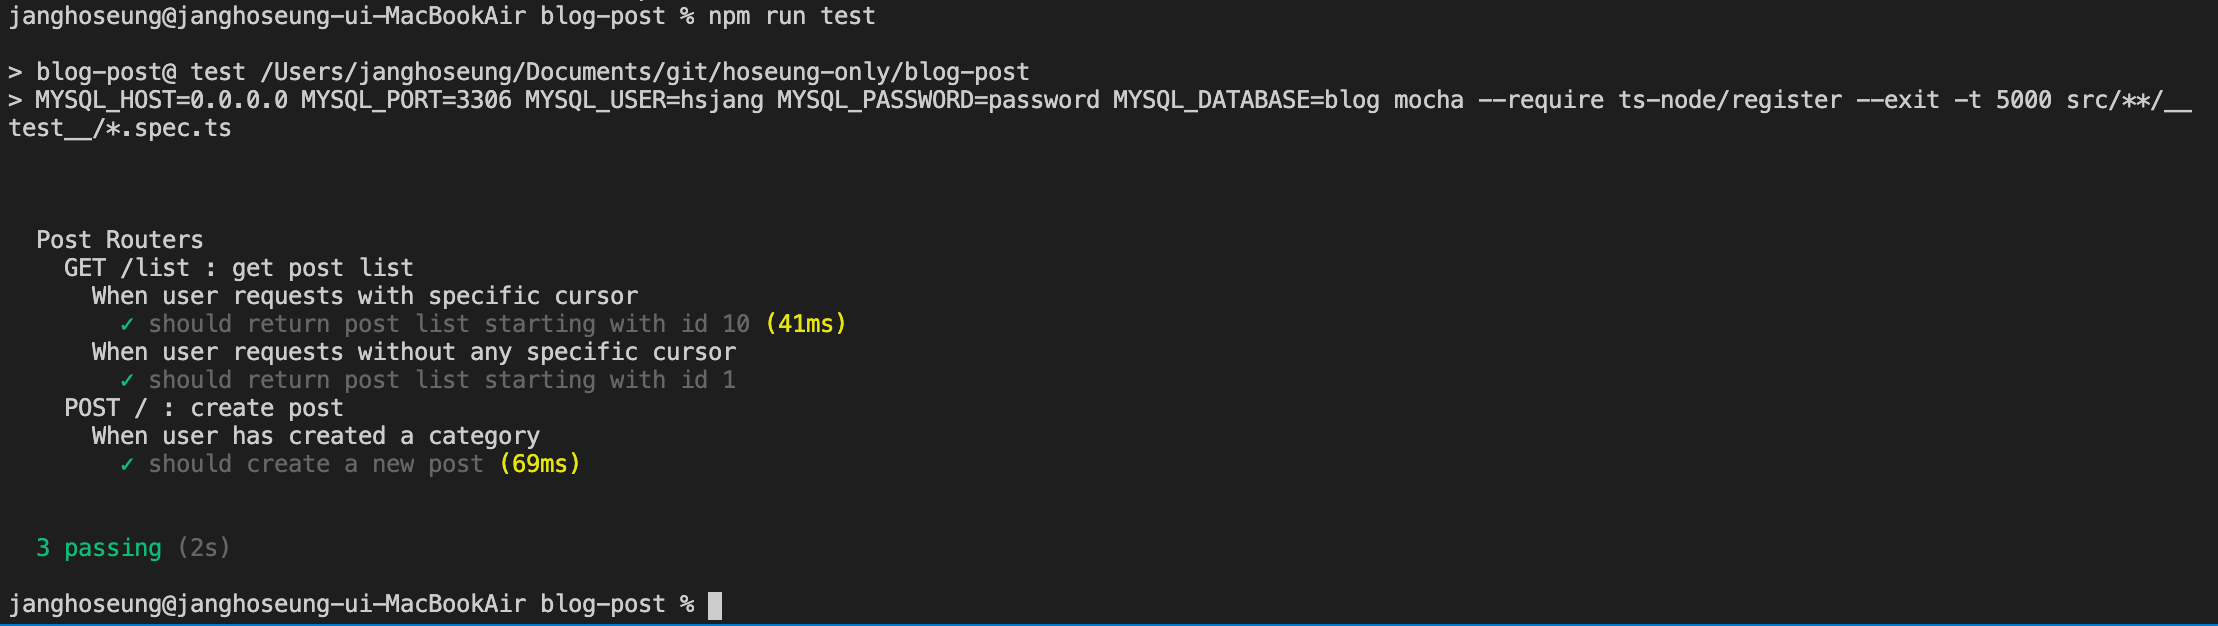 janghoseung@janghoseung-ui-MacBookAir blog-post % npm run test
> blog-post@ test /Users/janghoseung/Documents/git/hoseung-only/blog-post
> MYSQL_HOST=0.0.0.0 MYSQL_PORT=3306 MYSQL_USER=hsjang MYSQL_PASSWORD=password MYSQL_DATABASE=blog mocha --require ts-node/register --exit -t 5000 src/**/__
test__/*.spec.ts
Post Routers
GET /list : get post list
When user requests with specific cursor
✓ should return post list starting with id 10 (41ms)
When user requests without any specific cursor
✓ should return post list starting with id 1
POST / : create post
When user has created a category
✓ should create a new post (69ms)
3 passing (2s)
janghoseung@janghoseung-ui-MacBookAir blog-post %